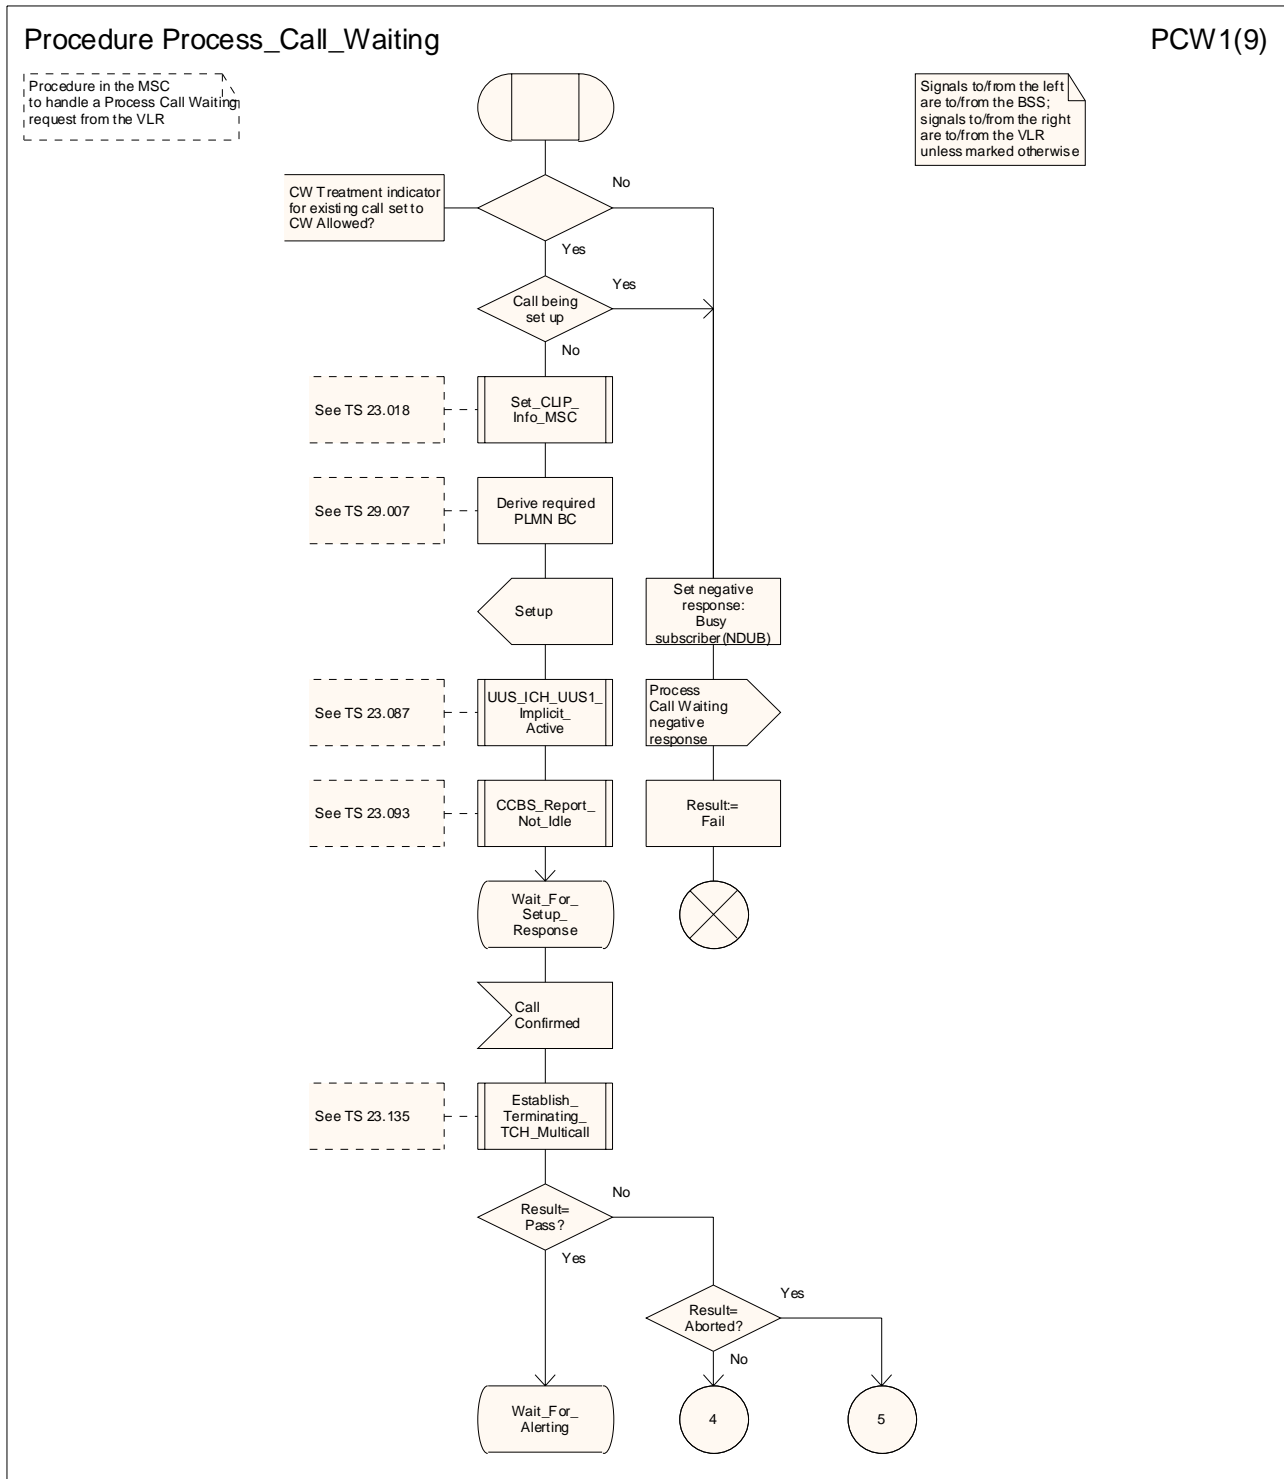 Procedure Process_Call_Waiting
PCW1(9)
Procedure in the MSC
to handle a Process Call Waiting
request from the VLR
Signals to/from the left
are to/from the BSS;
signals to/from the right
are to/from the VLR
unless marked otherwise
CW Treatment indicator
for existing call set to
CW Allowed?
No
Yes
Call being
set up
Yes
No
See TS 23.018
Set_CLIP_
Info_MSC
See TS 29.007
Derive required
PLMN BC
Setup
Set negative
response:
Busy
subscriber(NDUB)
See TS 23.087
UUS_ICH_UUS1_
Implicit_
Active
Process
Call Waiting
negative
response
See TS 23.093
CCBS_Report_
Not_Idle
Result:=
Fail
Wait_For_
Setup_
Response
Call
Confirmed
See TS 23.135
Establish_
Terminating_
TCH_Multicall
Result=
Pass?
No
Yes
Result=
Aborted?
Yes
No
Wait_For_
Alerting
4
5